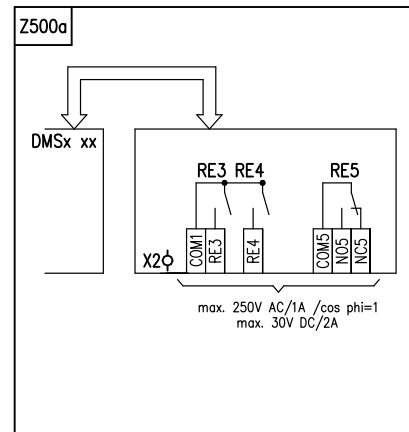 Z500a
DMSx xx
RE3 RE4 RE5
X2
COM1 RE3 RE4 COM5 NO5 NC5
max. 250V AC/1A /cos phi=1
max. 30V DC/2A